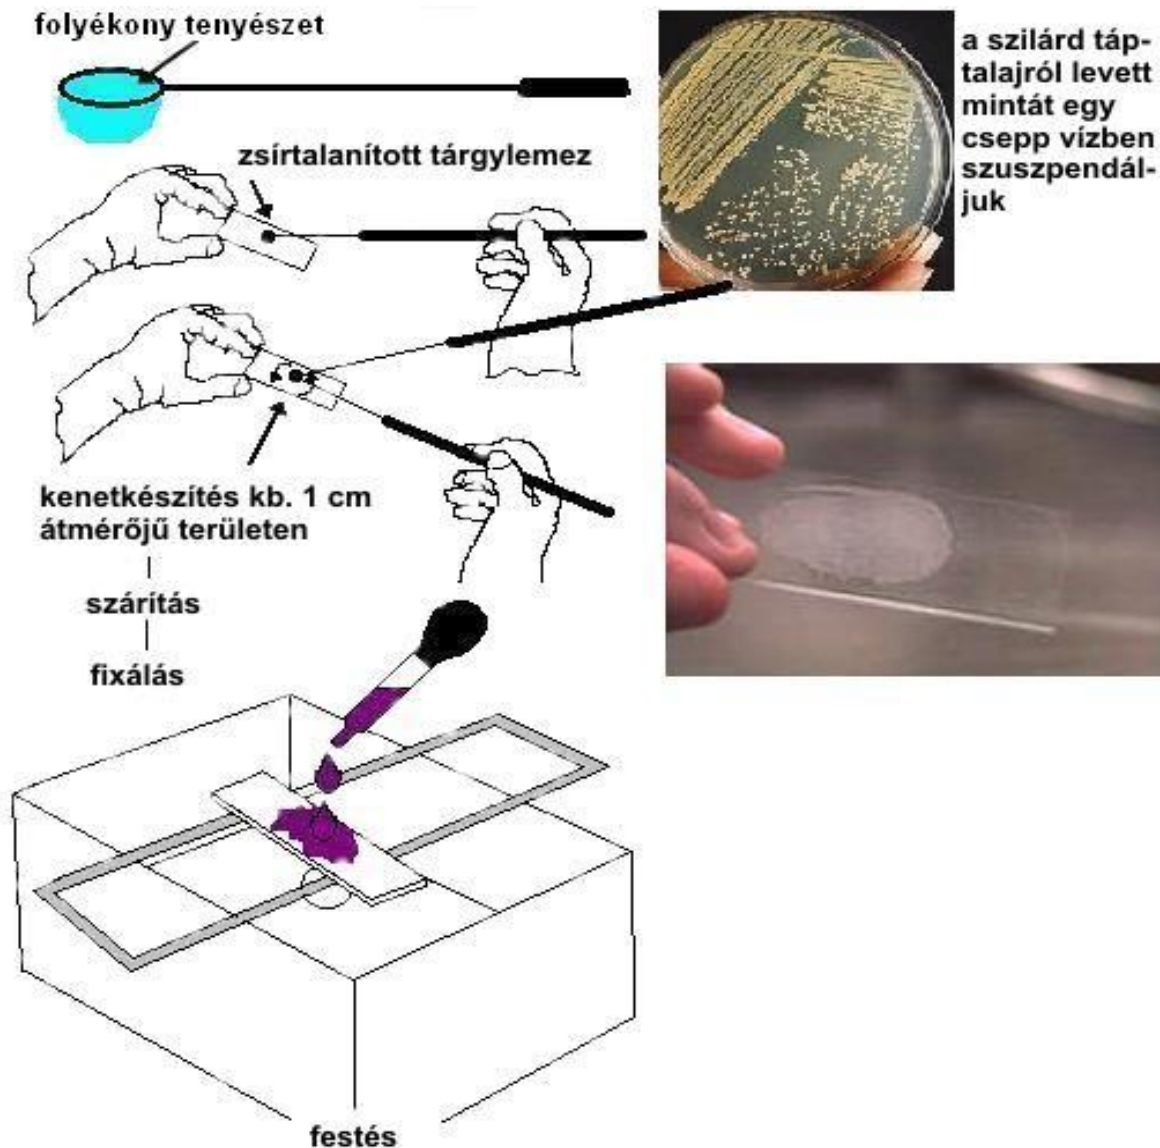 folyékony tenyészet
zsírtalanított tárgylemez
a szilárd táp-
talajról levett
mintát egy
csepp vízben
szuszpendál-
juk
kenetkészítés kb. 1 cm
átmérőjű területen
szárítás
fixálás
festés